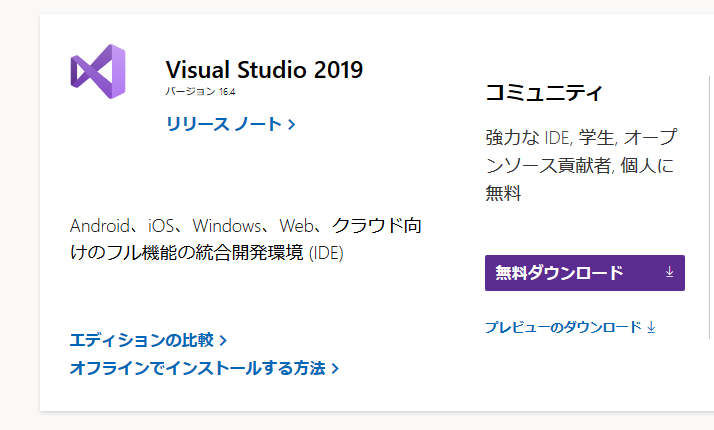 Visual Studio 2019
バージョン 16.4
リリース ノート
Android、iOS、Windows、Web、クラウド向
けのフル機能の統合開発環境 (IDE)
エディションの比較
オフラインでインストールする方法
コミュニティ
強力な IDE, 学生, オープ
ンソース貢献者, 個人に
無料
無料ダウンロード
プレビューのダウンロード